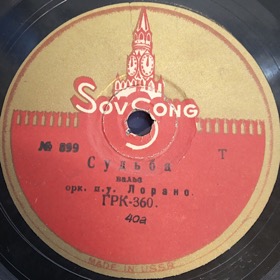 SOVSONG
№ 899
Т
Судьба
вальс
орк. п.у. Лорано.
ГРК-360.
40а
MADE IN USSR